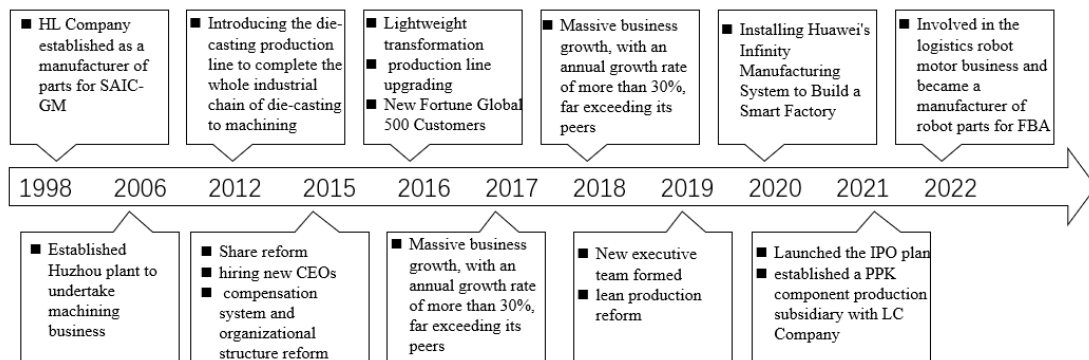 ■ HL Company
established as a
manufacturer of
parts for SAIC-
GM
■ Introducing the die-
casting production
line to complete the
whole industrial
chain of die-casting
to machining
■ Lightweight
transformation
■ production line
upgrading
■ New Fortune Global
500 Customers
■ Massive business
growth, with an
annual growth rate
of more than 30%,
far exceeding its
peers
■ Installing Huawei's
Infinity
Manufacturing
System to Build a
Smart Factory
■ Involved in the
logistics robot
motor business and
became a
manufacturer of
robot parts for FBA
1998 2006 2012 2015 2016 2017 2018 2019 2020 2021 2022
■ Established
Huzhou plant to
undertake
machining
business
■ Share reform
■ hiring new CEOs
■ compensation
system and
organizational
structure reform
■ Massive business
growth, with an
annual growth rate
of more than 30%,
far exceeding its
peers
■ New executive
team formed
■ lean production
reform
■ Launched the IPO plan
■ established a PPK
component production
subsidiary with LC
Company